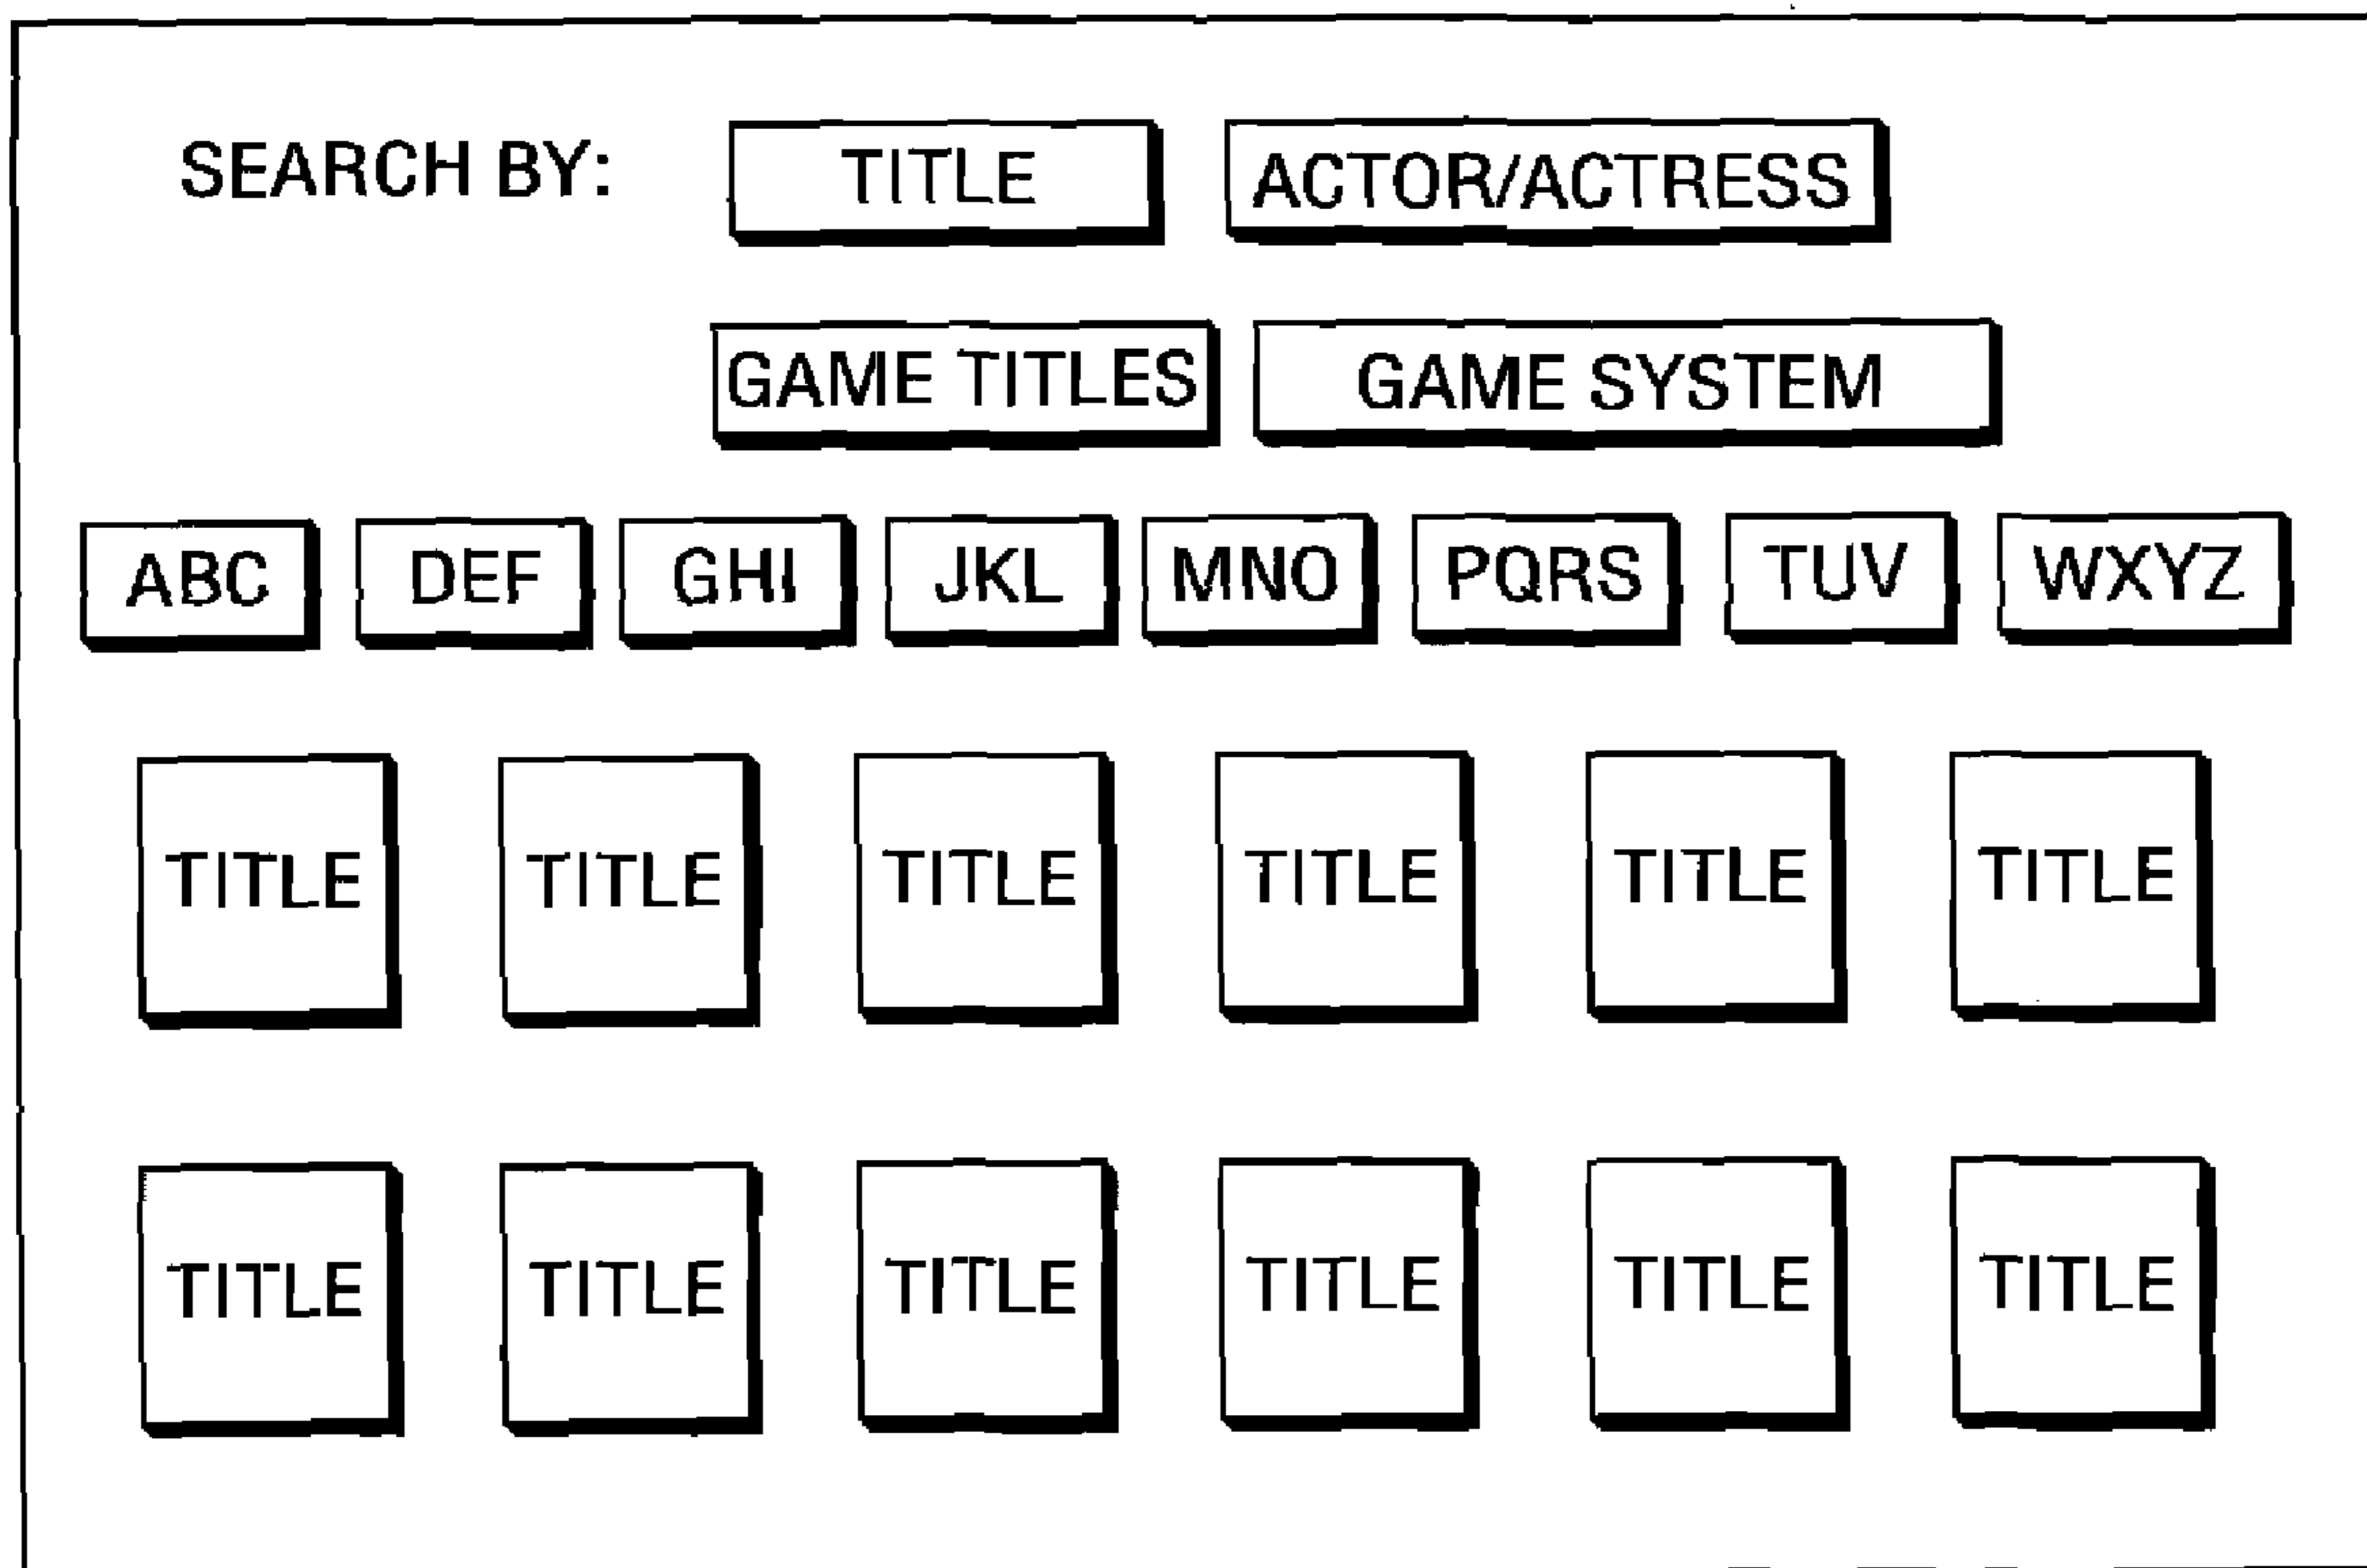 SEARCH BY: TITLE ACTOR/ACTRESS
GAME TITLES GAME SYSTEM
ABC DEF GHI JKL MNO PQRS TUV WXYZ
TITLE TITLE TITLE TITLE TITLE TITLE
TITLE TITLE TITLE TITLE TITLE TITLE